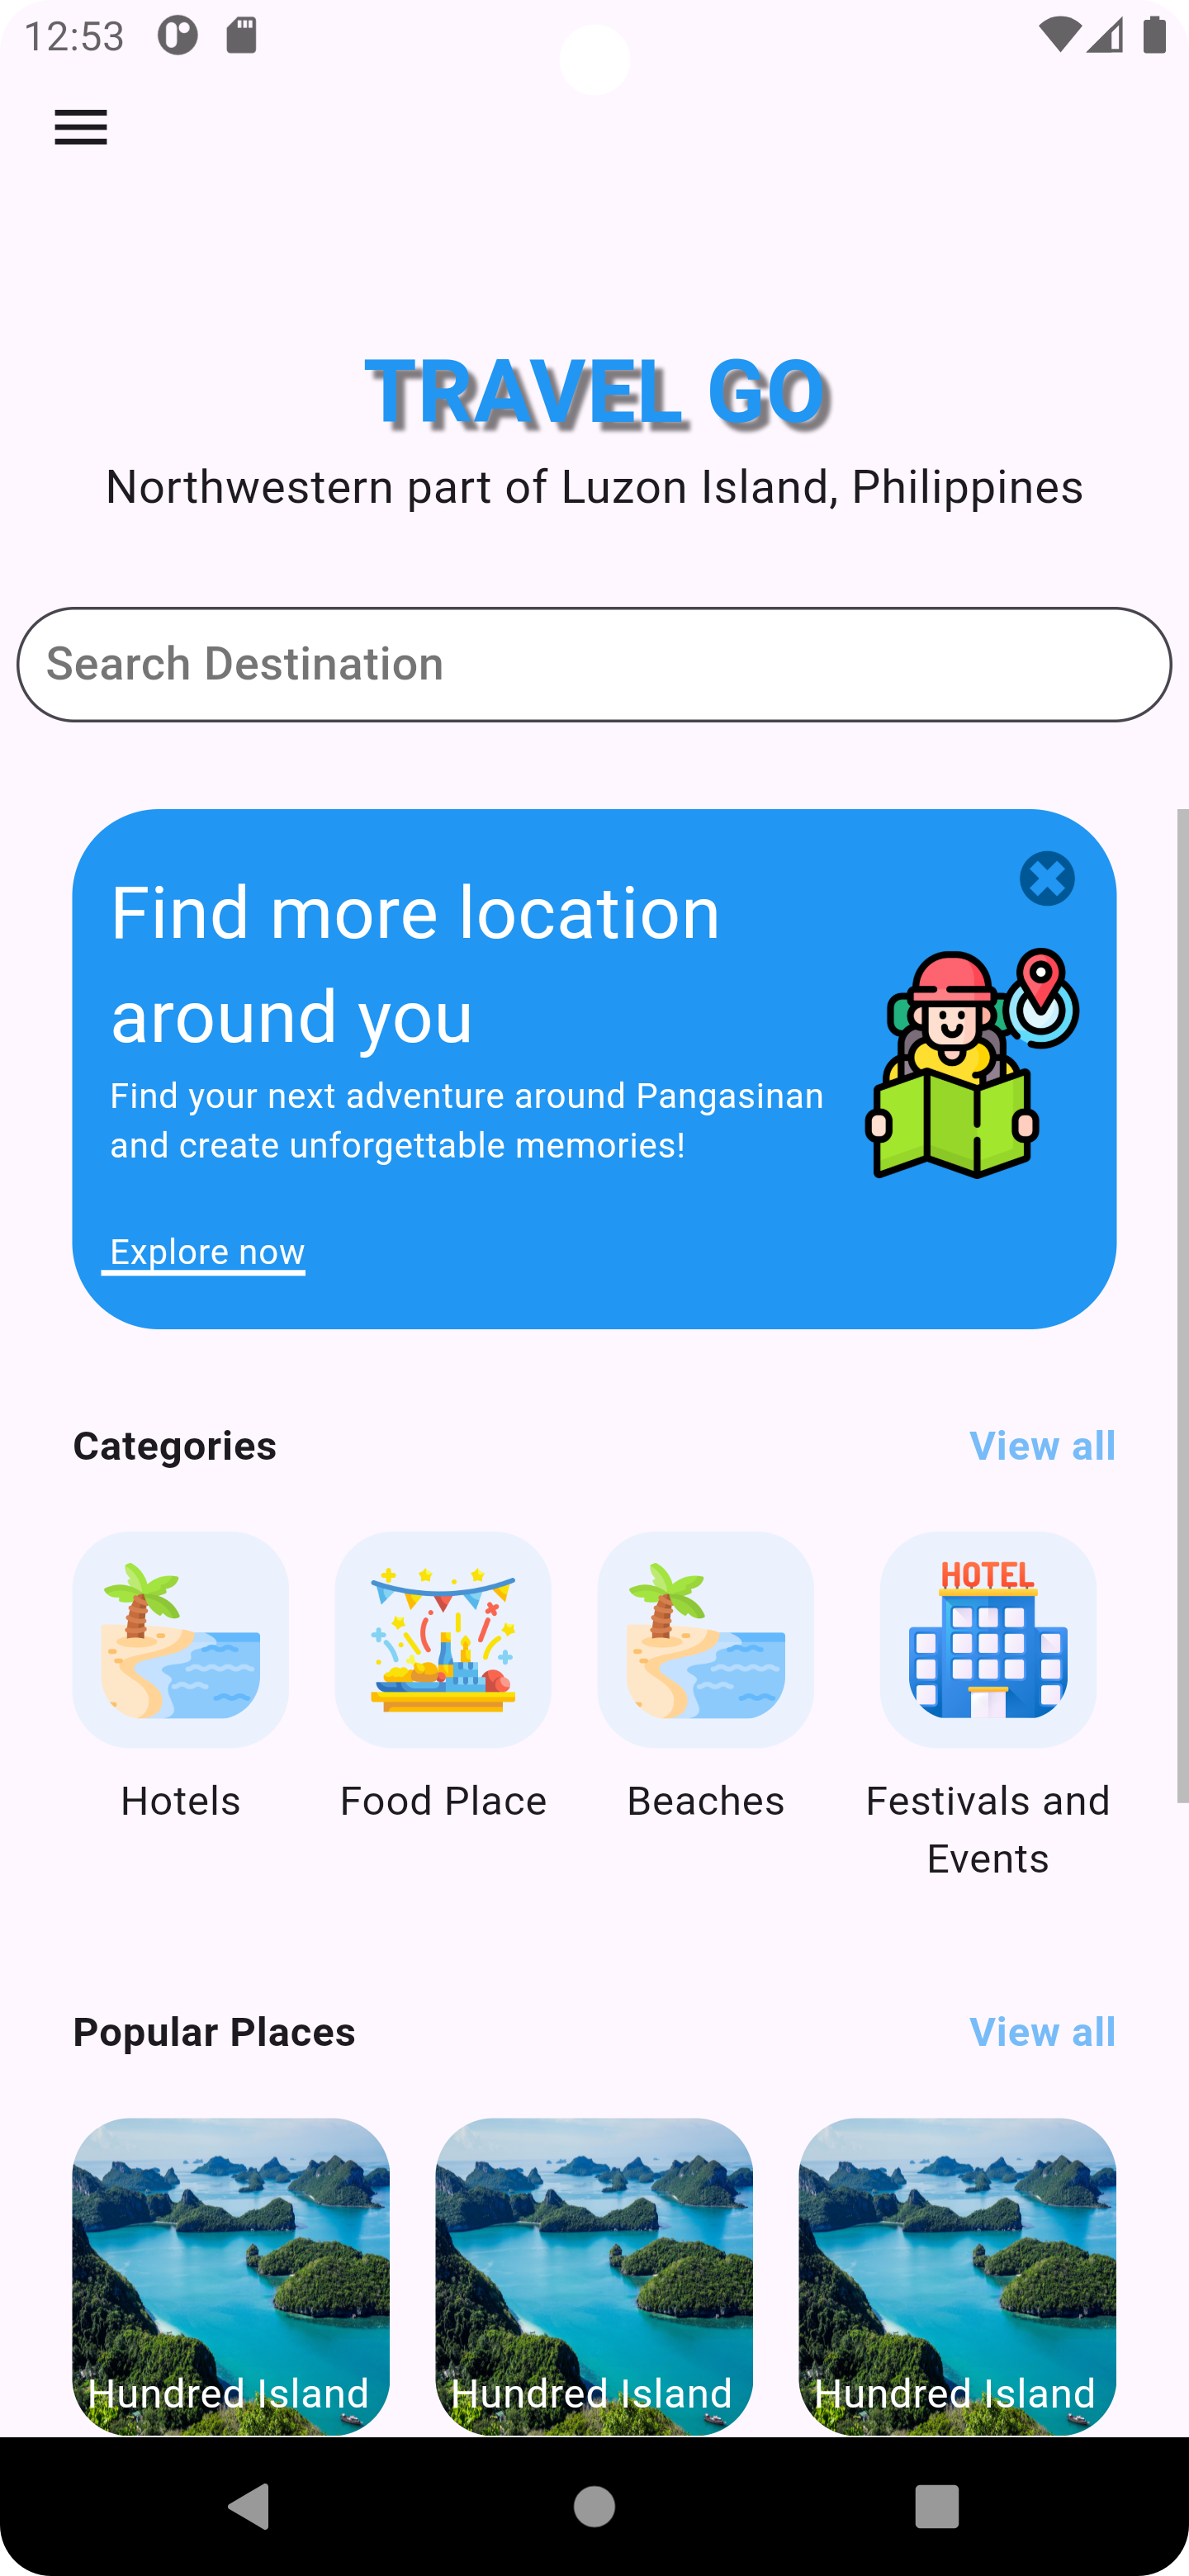 12:53
TRAVEL GO
Northwestern part of Luzon Island, Philippines
Search Destination
Find more location
around you
Find your next adventure around Pangasinan
and create unforgettable memories!
Explore now
Categories View all
HOTEL
Hotels Food Place Beaches Festivals and
Events
Popular Places View all
Hundred Island Hundred Island Hundred Island